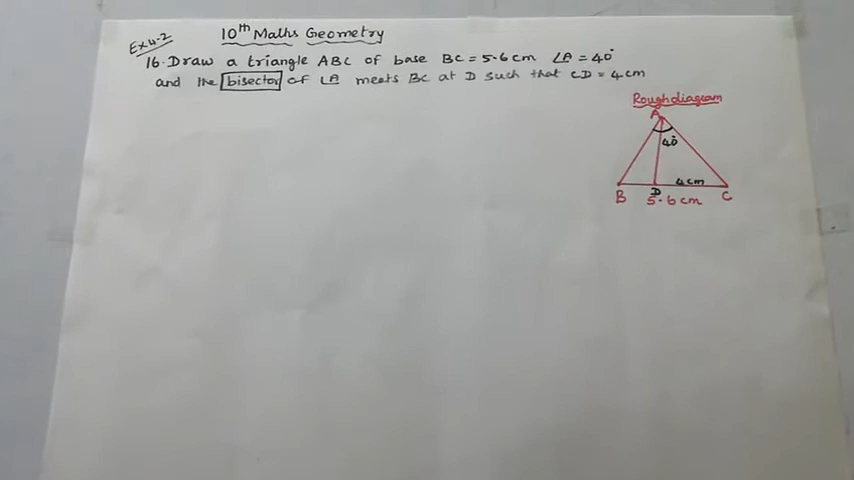 Ex 4.2
10th Maths Geometry
16. Draw a triangle ABC of base BC = 5.6 cm ∠A = 40°
and the bisector of ∠A meets BC at D such that CD = 4 cm
Rough diagram
A
40°
4 cm
B D C
5.6 cm